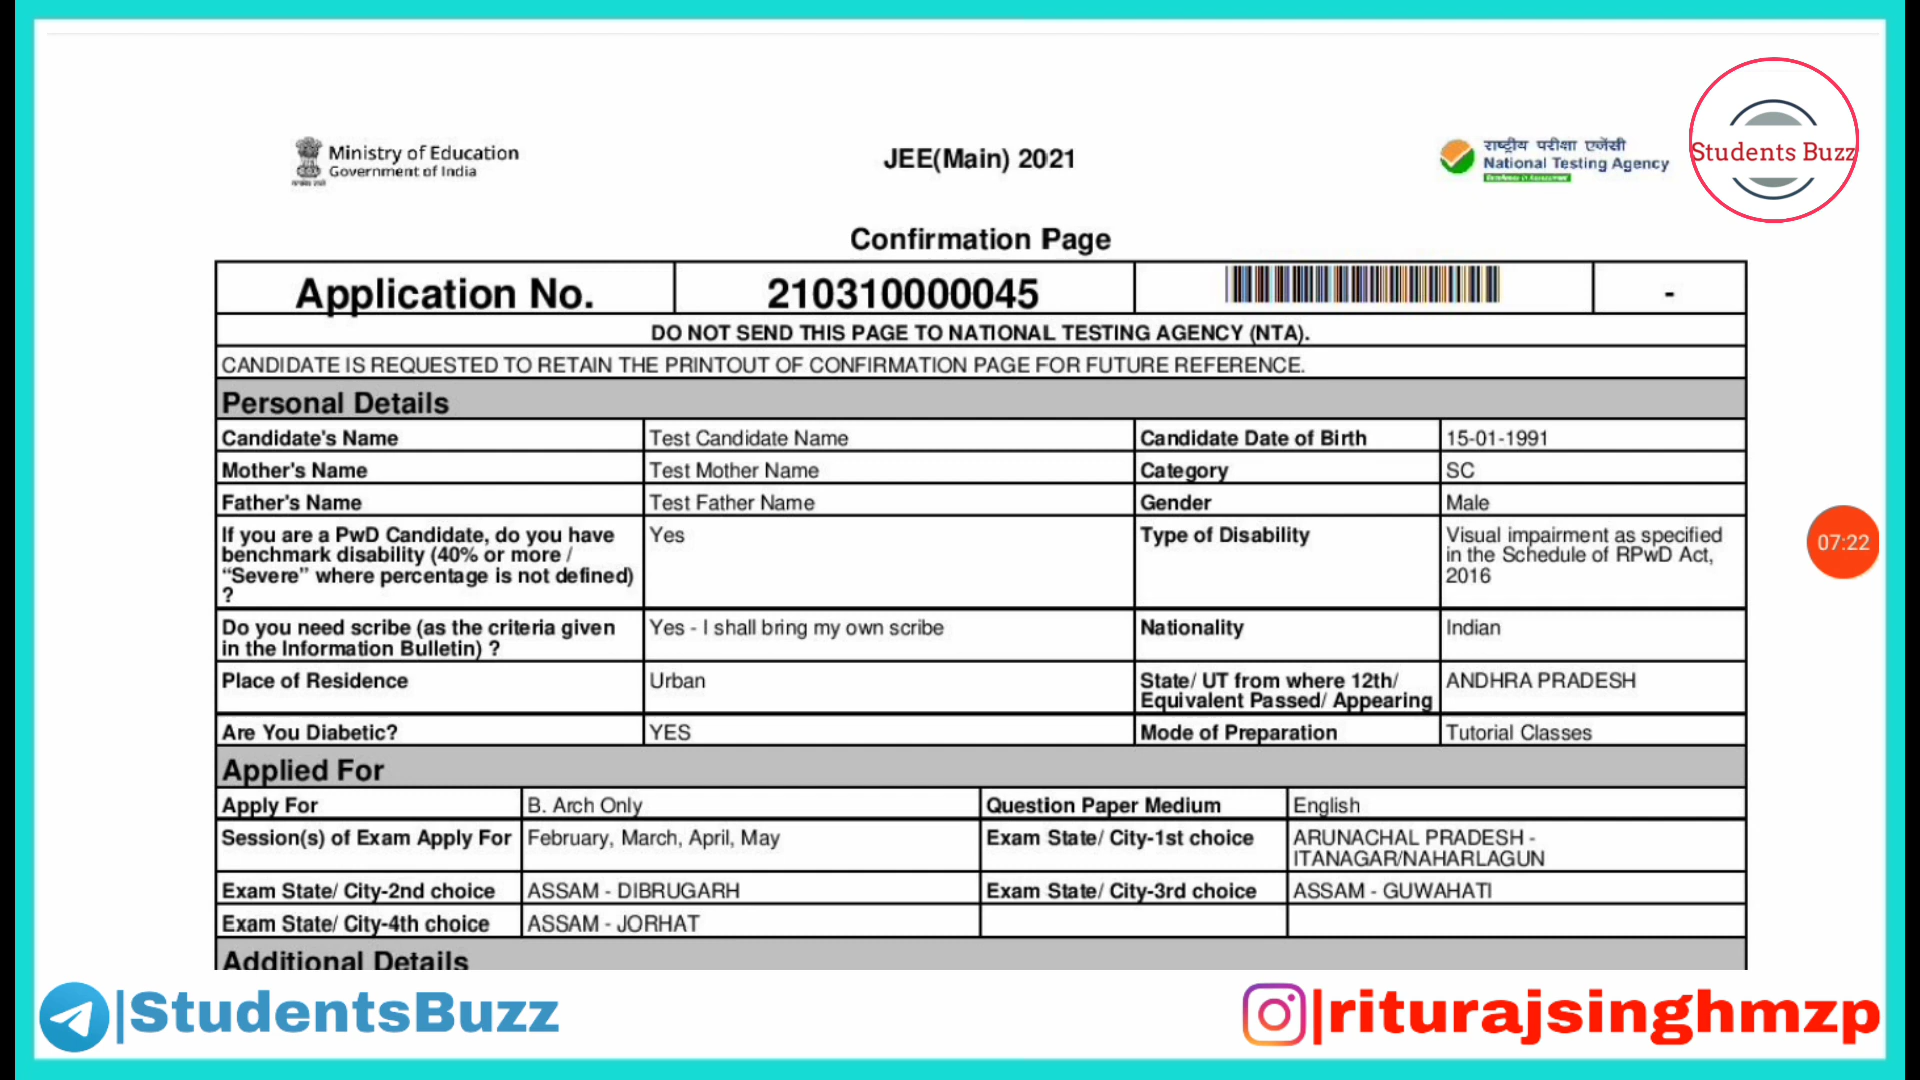 Ministry of Education
Government of India
JEE(Main) 2021
राष्ट्रीय परीक्षा एजेंसी
National Testing Agency
Excellence in Assessment
Students Buzz
Confirmation Page
Application No. 210310000045 -
DO NOT SEND THIS PAGE TO NATIONAL TESTING AGENCY (NTA).
CANDIDATE IS REQUESTED TO RETAIN THE PRINTOUT OF CONFIRMATION PAGE FOR FUTURE REFERENCE.
Personal Details
Candidate's Name Test Candidate Name Candidate Date of Birth 15-01-1991
Mother's Name Test Mother Name Category SC
Father's Name Test Father Name Gender Male
If you are a PwD Candidate, do you have Yes Type of Disability Visual impairment as specified
benchmark disability (40% or more / in the Schedule of RPwD Act,
“Severe” where percentage is not defined) 2016
?
07:22
Do you need scribe (as the criteria given Yes - I shall bring my own scribe Nationality Indian
in the Information Bulletin) ?
Place of Residence Urban State/ UT from where 12th/ ANDHRA PRADESH
Equivalent Passed/ Appearing
Are You Diabetic? YES Mode of Preparation Tutorial Classes
Applied For
Apply For B. Arch Only Question Paper Medium English
Session(s) of Exam Apply For February, March, April, May Exam State/ City-1st choice ARUNACHAL PRADESH -
ITANAGAR/NAHARLAGUN
Exam State/ City-2nd choice ASSAM - DIBRUGARH Exam State/ City-3rd choice ASSAM - GUWAHATI
Exam State/ City-4th choice ASSAM - JORHAT
Additional Details
|StudentsBuzz
|riturajsinghmzp